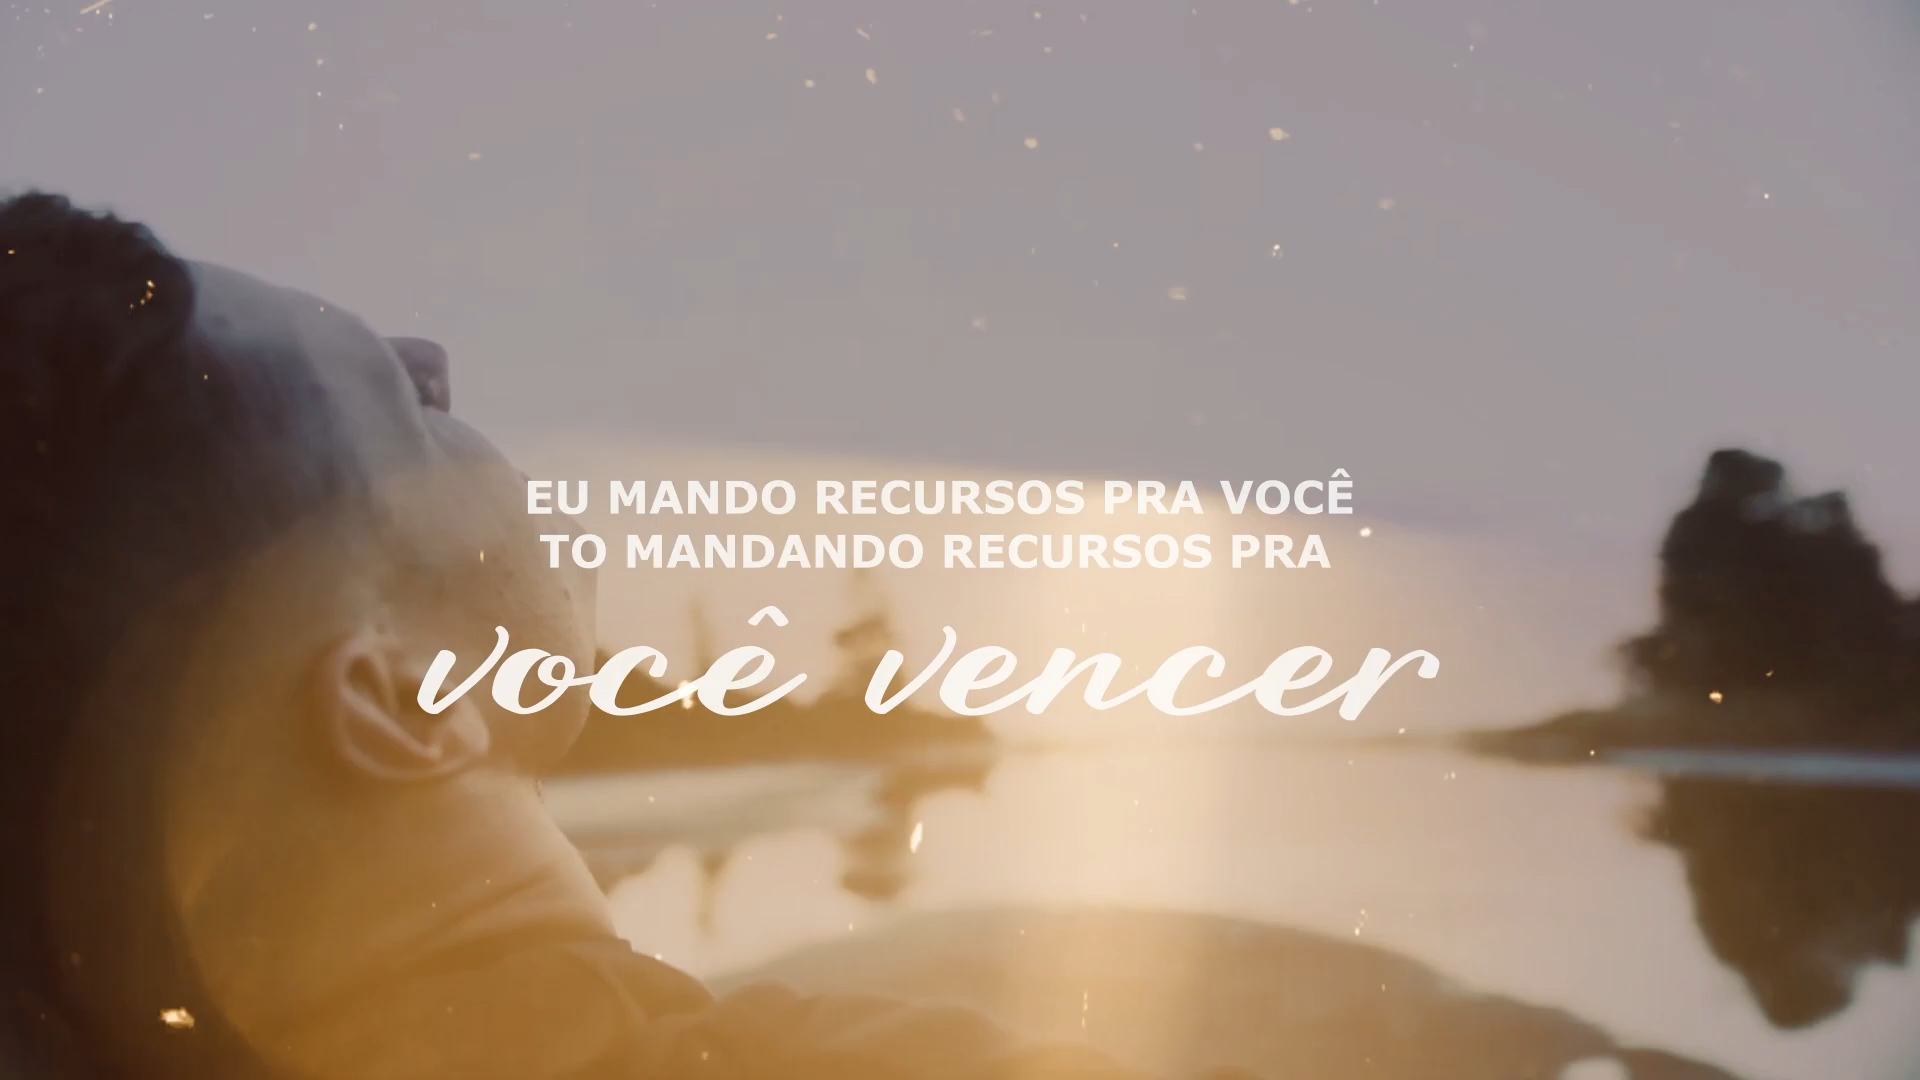 EU MANDO RECURSOS PRA VOCÊ
TO MANDANDO RECURSOS PRA
você vencer